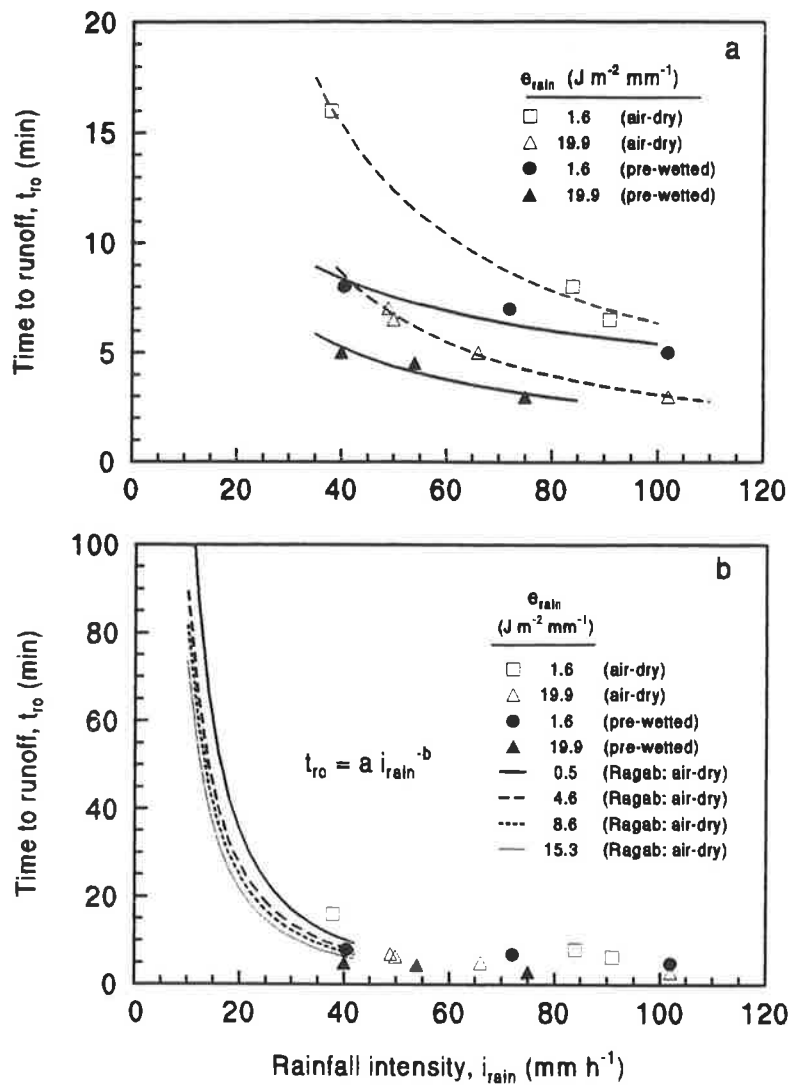 a
20
15
10
5
0
Time to runoff, t_ro (min)
e_rain (J m⁻² mm⁻¹)
1.6 (air-dry)
19.9 (air-dry)
1.6 (pre-wetted)
19.9 (pre-wetted)
0 20 40 60 80 100 120
b
100
80
60
40
20
0
Time to runoff, t_ro (min)
e_rain
(J m⁻² mm⁻¹)
1.6 (air-dry)
19.9 (air-dry)
1.6 (pre-wetted)
19.9 (pre-wetted)
0.5 (Ragab: air-dry)
4.6 (Ragab: air-dry)
8.6 (Ragab: air-dry)
15.3 (Ragab: air-dry)
t_ro = a i_rain^-b
0 20 40 60 80 100 120
Rainfall intensity, i_rain (mm h⁻¹)